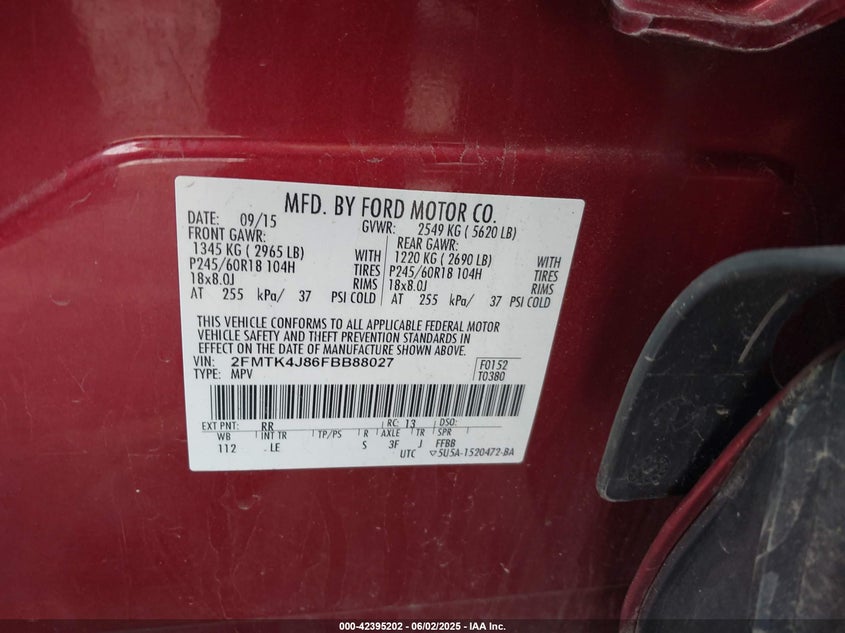 MFD. BY FORD MOTOR CO.
DATE: 09/15 GVWR: 2549 KG ( 5620 LB)
FRONT GAWR: REAR GAWR:
1345 KG ( 2965 LB) WITH 1220 KG ( 2690 LB) WITH
P245/60R18 104H TIRES P245/60R18 104H TIRES
18x8.0J RIMS 18x8.0J RIMS
AT 255 kPa/ 37 PSI COLD AT 255 kPa/ 37 PSI COLD
THIS VEHICLE CONFORMS TO ALL APPLICABLE FEDERAL MOTOR
VEHICLE SAFETY AND THEFT PREVENTION STANDARDS IN
EFFECT ON THE DATE OF MANUFACTURE SHOWN ABOVE.
VIN: 2FMTK4J86FBB88027 F0152
TYPE: MPV T0380
EXT PNT: RR RC: 13 DSO:
WB INT TR TP/PS R AXLE TR SPR
112 LE S 3F J FFBB
UTC ▽5U5A-1520472-BA
000-42395202 - 06/02/2025 - IAA Inc.